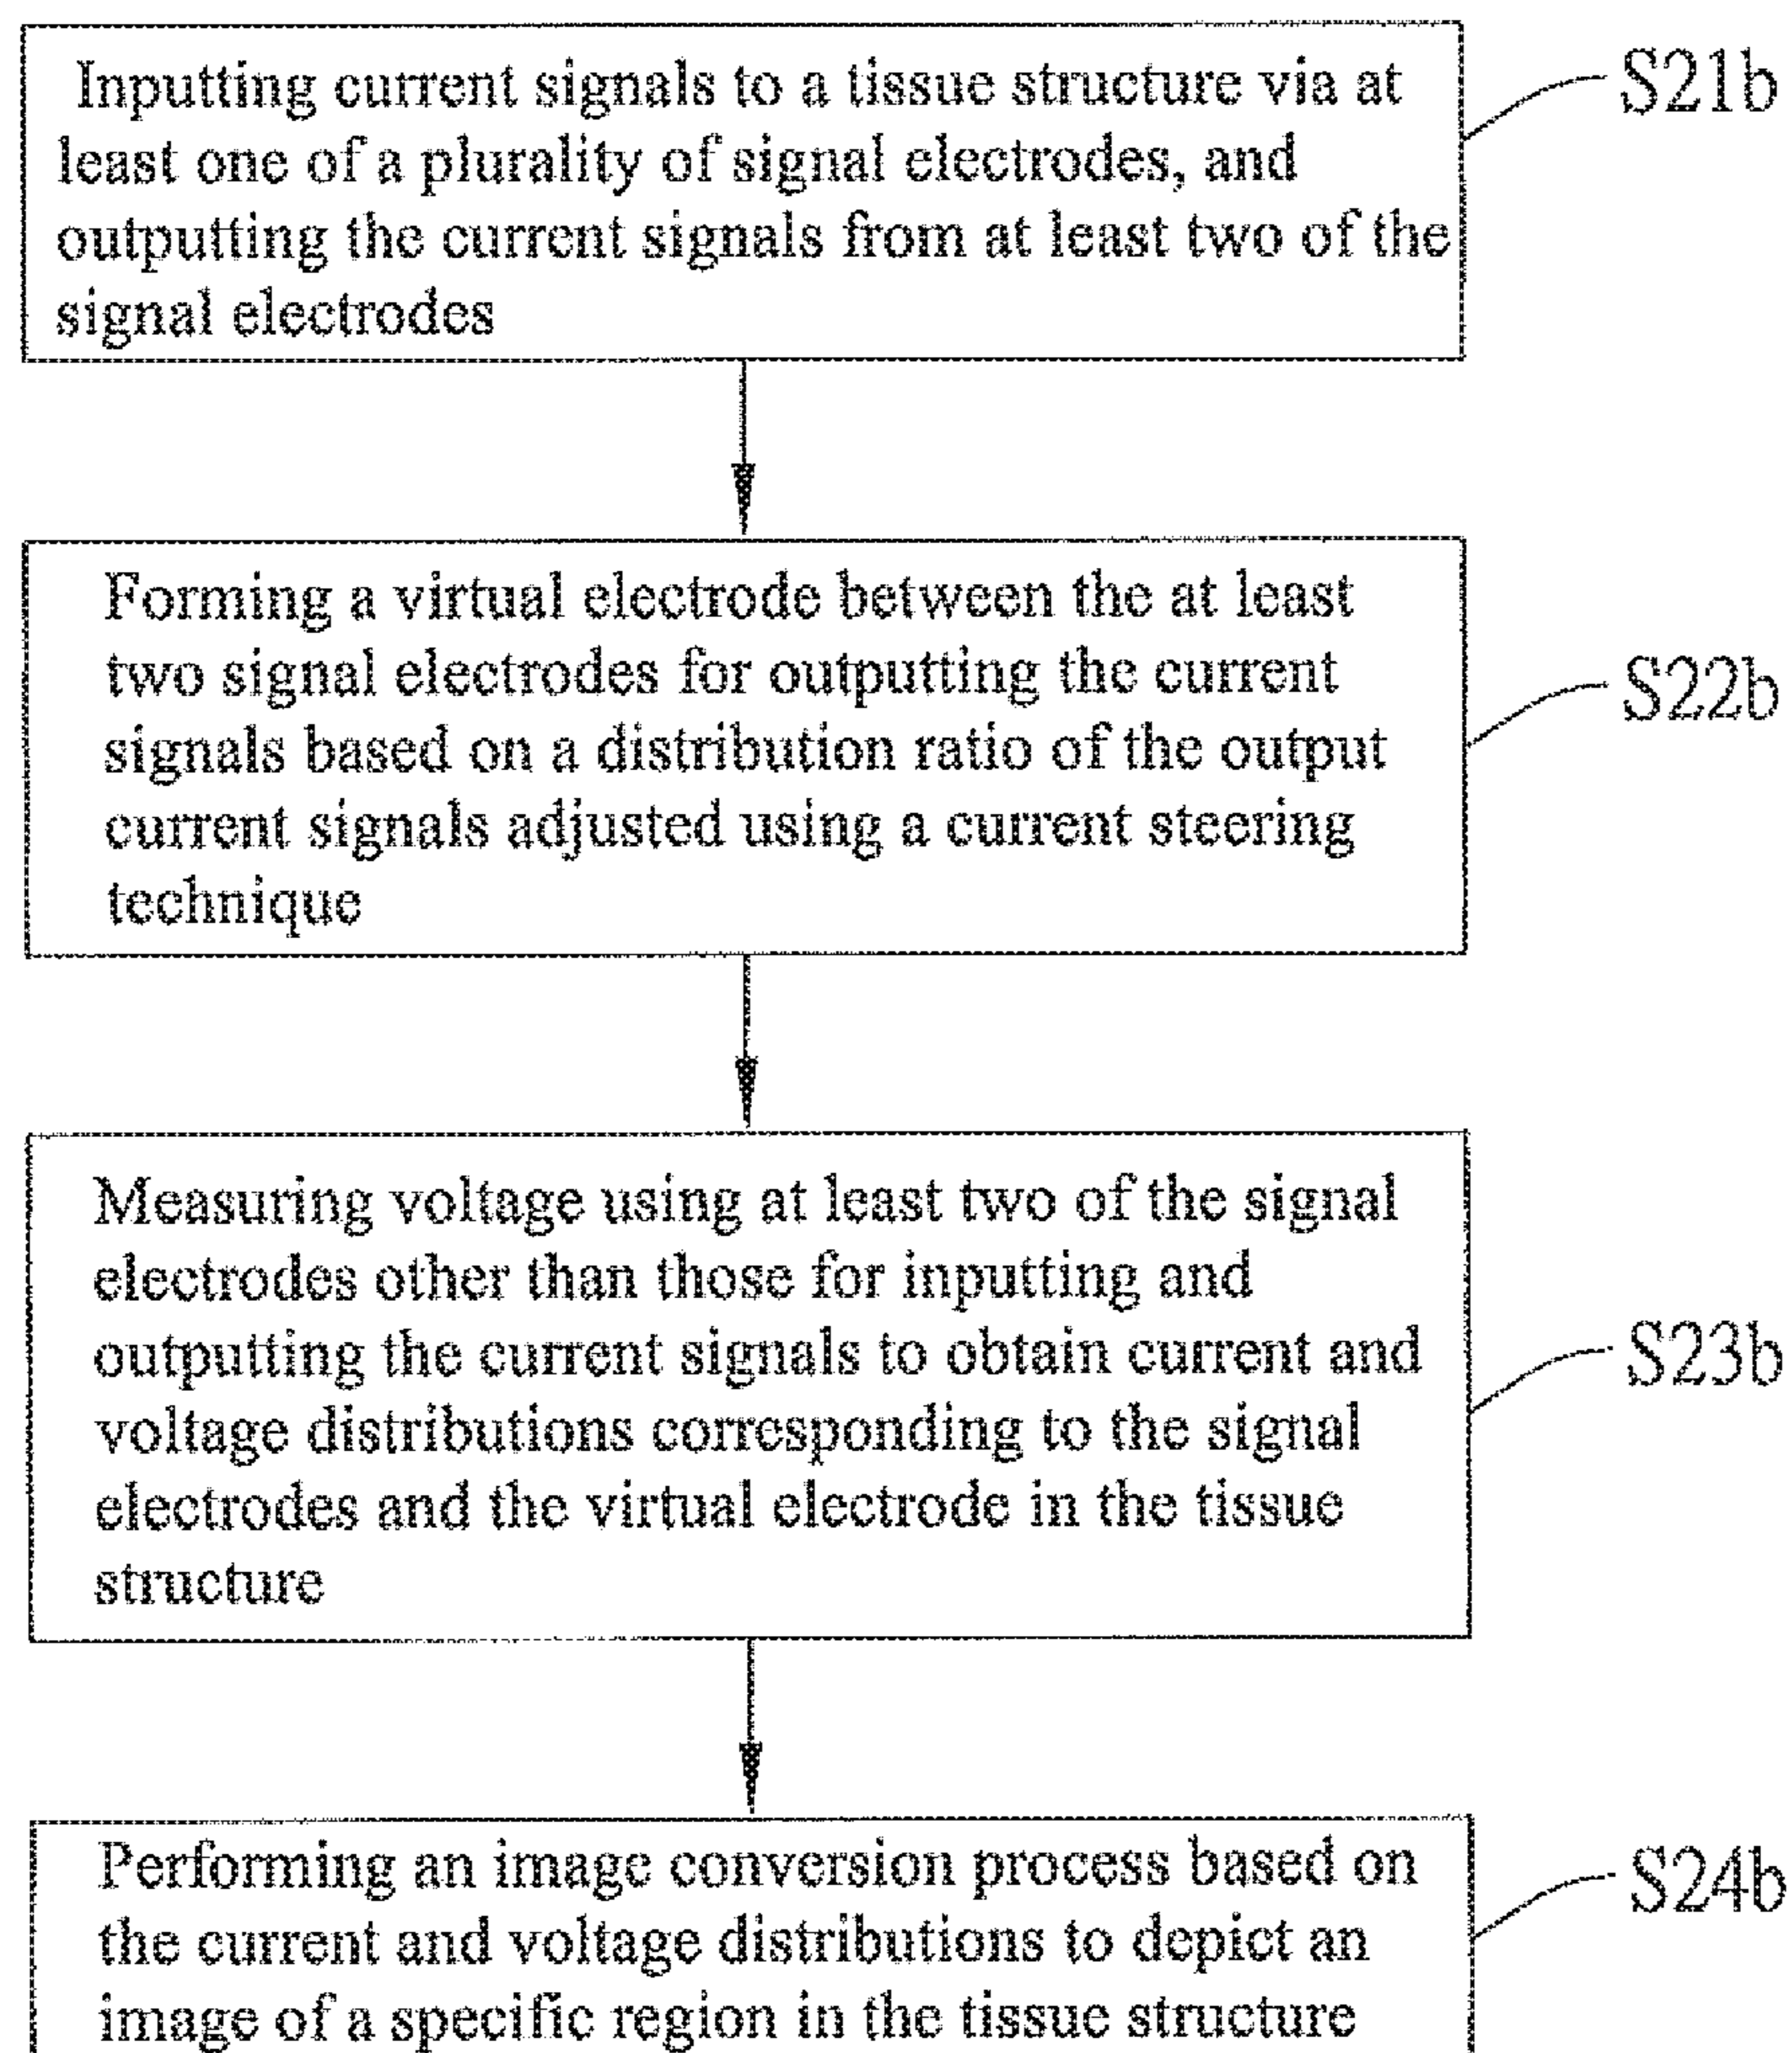 Inputting current signals to a tissue structure via at
least one of a plurality of signal electrodes, and
outputting the current signals from at least two of the
signal electrodes
S21b
Forming a virtual electrode between the at least
two signal electrodes for outputting the current
signals based on a distribution ratio of the output
current signals adjusted using a current steering
technique
S22b
Measuring voltage using at least two of the signal
electrodes other than those for inputting and
outputting the current signals to obtain current and
voltage distributions corresponding to the signal
electrodes and the virtual electrode in the tissue
structure
S23b
Performing an image conversion process based on
the current and voltage distributions to depict an
image of a specific region in the tissue structure
S24b